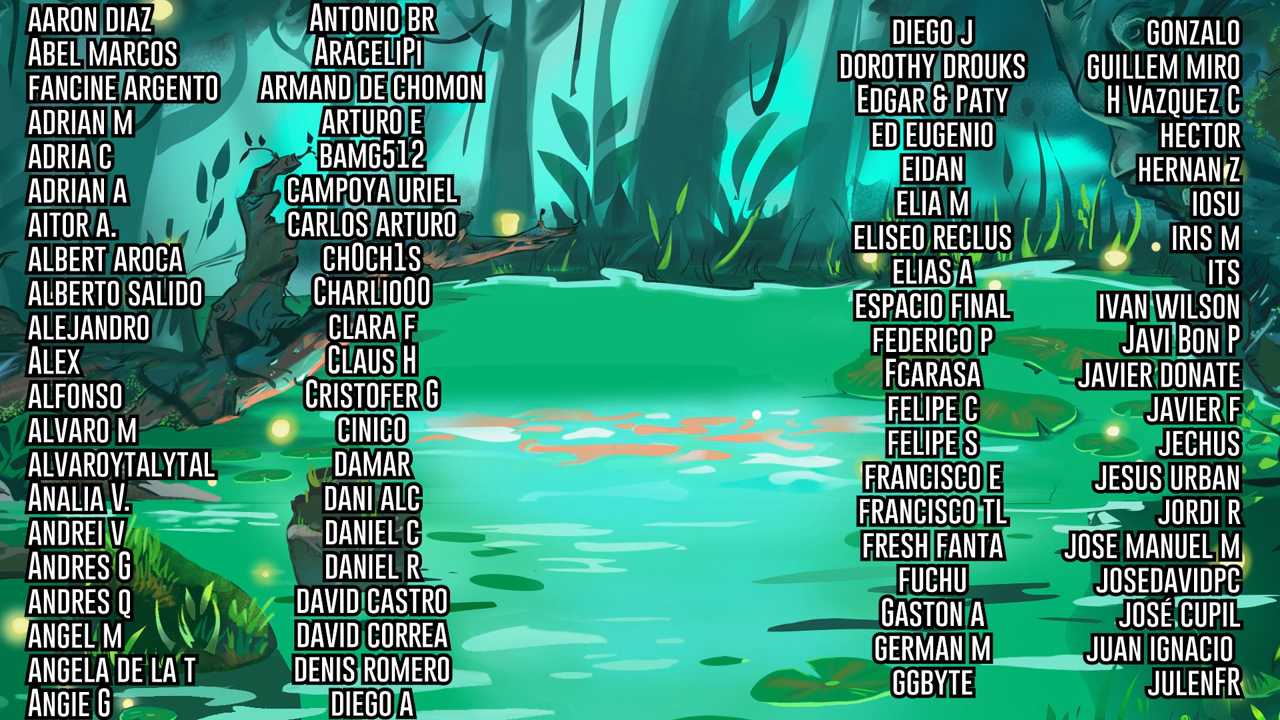 AARON DIAZ
ABEL MARCOS
FANCINE ARGENTO
ADRIAN M
ADRIA C
ADRIAN A
AITOR A.
ALBERT AROCA
ALBERTO SALIDO
ALEJANDRO
ALEX
ALFONSO
ALVARO M
ALVAROYTALYTAL
ANALIA V.
ANDREI V
ANDRES G
ANDRES Q
ANGEL M
ANGELA DE LA T
ANGIE G
ANTONIO BR
ARACELIPI
ARMAND DE CHOMON
ARTURO E
BAMG512
CAMPOYA URIEL
CARLOS ARTURO
CH0CH1S
CHARLIO00
CLARA F
CLAUS H
CRISTOFER G
CINICO
DAMAR
DANI ALC
DANIEL C
DANIEL R
DAVID CASTRO
DAVID CORREA
DENIS ROMERO
DIEGO A
DIEGO J
DOROTHY DROUKS
EDGAR & PATY
ED EUGENIO
EIDAN
ELIA M
ELISEO RECLUS
ELIAS A
ESPACIO FINAL
FEDERICO P
FCARASA
FELIPE C
FELIPE S
FRANCISCO E
FRANCISCO TL
FRESH FANTA
FUCHU
GASTON A
GERMAN M
GGBYTE
GONZALO
GUILLEM MIRO
H VAZQUEZ C
HECTOR
HERNAN Z
IOSU
IRIS M
ITS
IVAN WILSON
JAVI BON P
JAVIER DONATE
JAVIER F
JECHUS
JESUS URBAN
JORDI R
JOSE MANUEL M
JOSEDAVIDPC
JOSÉ CUPIL
JUAN IGNACIO
JULENFR